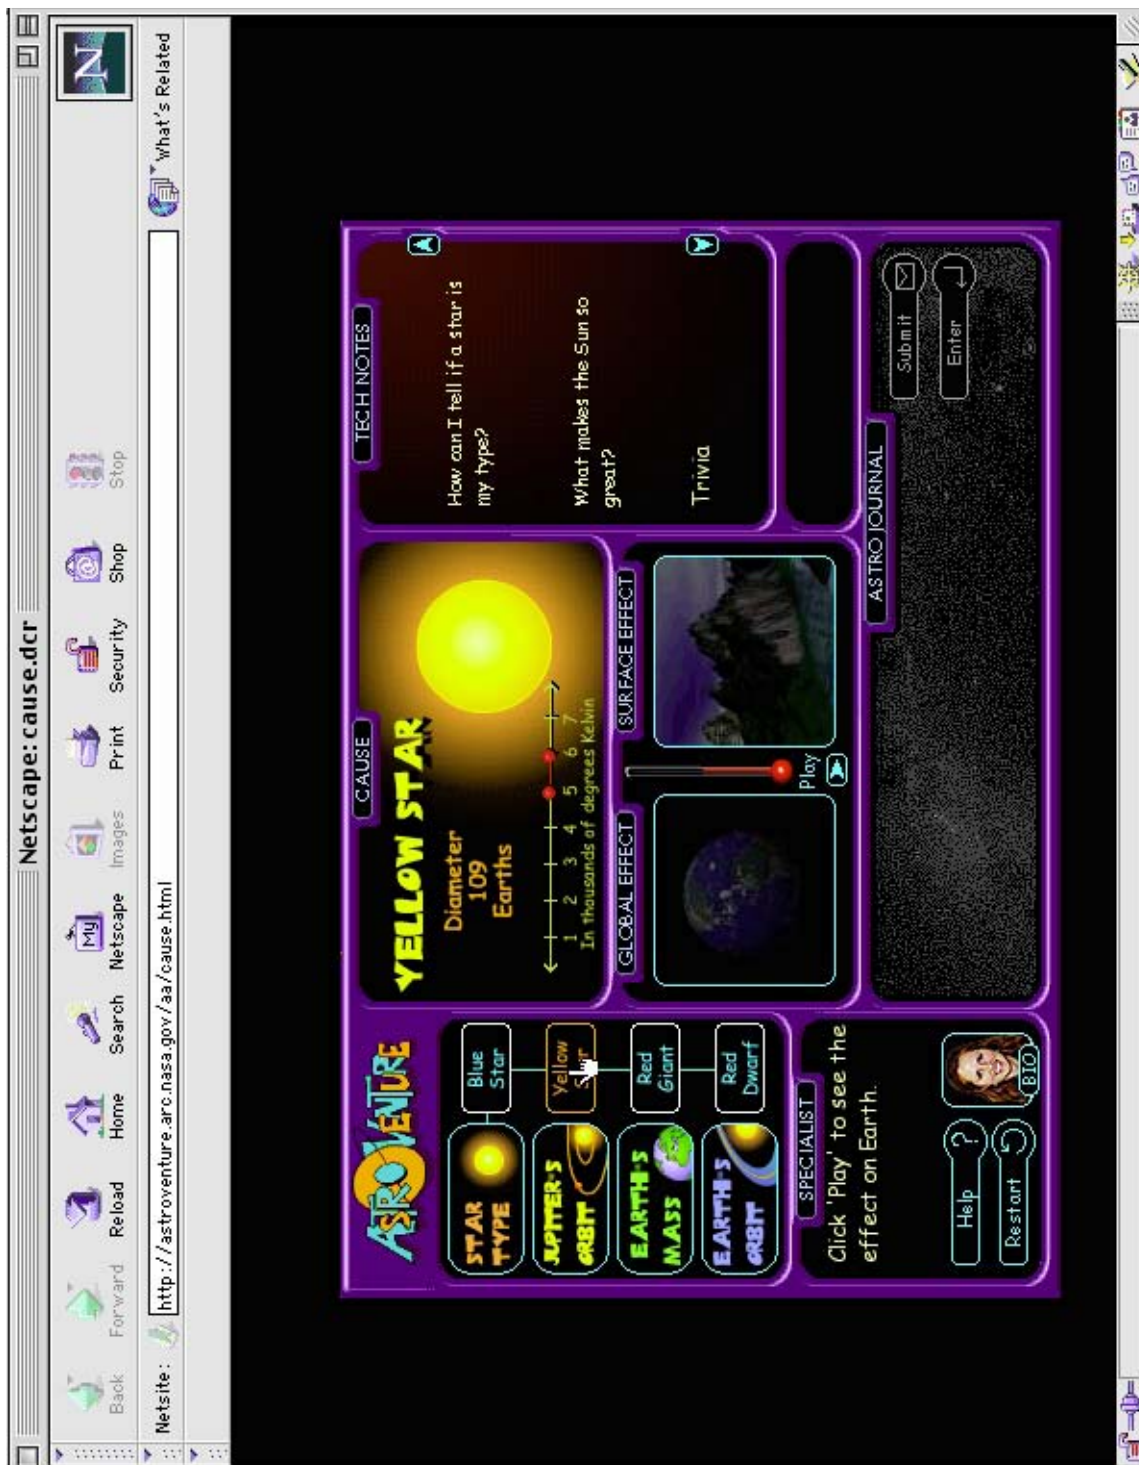 Netscape: cause.dcr
Back
Forward
Reload
Home
Search
Netscape
Images
Print
Security
Shop
Stop
My
N
Netsite:
http://astroventure.arc.nasa.gov/aa/cause.html
What's Related
ASTROVENTURE
STAR
TYPE
JUPITER'S
ORBIT
EARTH'S
MASS
EARTH'S
ORBIT
Blue
Star
Yellow
Red
Giant
Red
Dwarf
CAUSE
YELLOW STAR
Diameter
109
Earths
1 2 3 4 5 6 7
In thousands of degrees Kelvin
TECH NOTES
How can I tell if a star is
my type?
What makes the Sun so
great?
Trivia
GLOBAL EFFECT
SURFACE EFFECT
Play
SPECIALIST
Click 'Play' to see the
effect on Earth.
Help
?
Restart
BIO
ASTRO JOURNAL
Submit
Enter